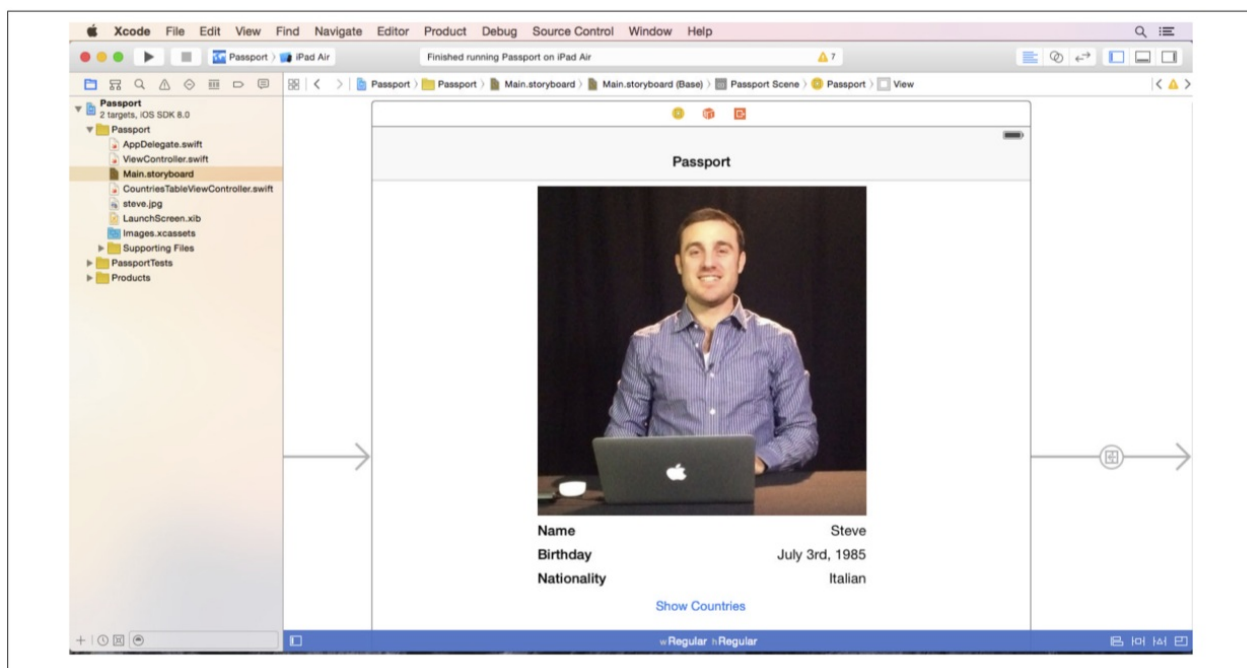 Xcode File Edit View Find Navigate Editor Product Debug Source Control Window Help
Passport 〉 iPad Air
Finished running Passport on iPad Air
7
Passport 〉 Passport 〉 Main.storyboard 〉 Main.storyboard (Base) 〉 Passport Scene 〉 Passport 〉 View
Passport
2 targets, iOS SDK 8.0
Passport
AppDelegate.swift
ViewController.swift
Main.storyboard
CountriesTableViewController.swift
steve.jpg
LaunchScreen.xib
Images.xcassets
Supporting Files
PassportTests
Products
Passport
Name Steve
Birthday July 3rd, 1985
Nationality Italian
Show Countries
w Regular h Regular